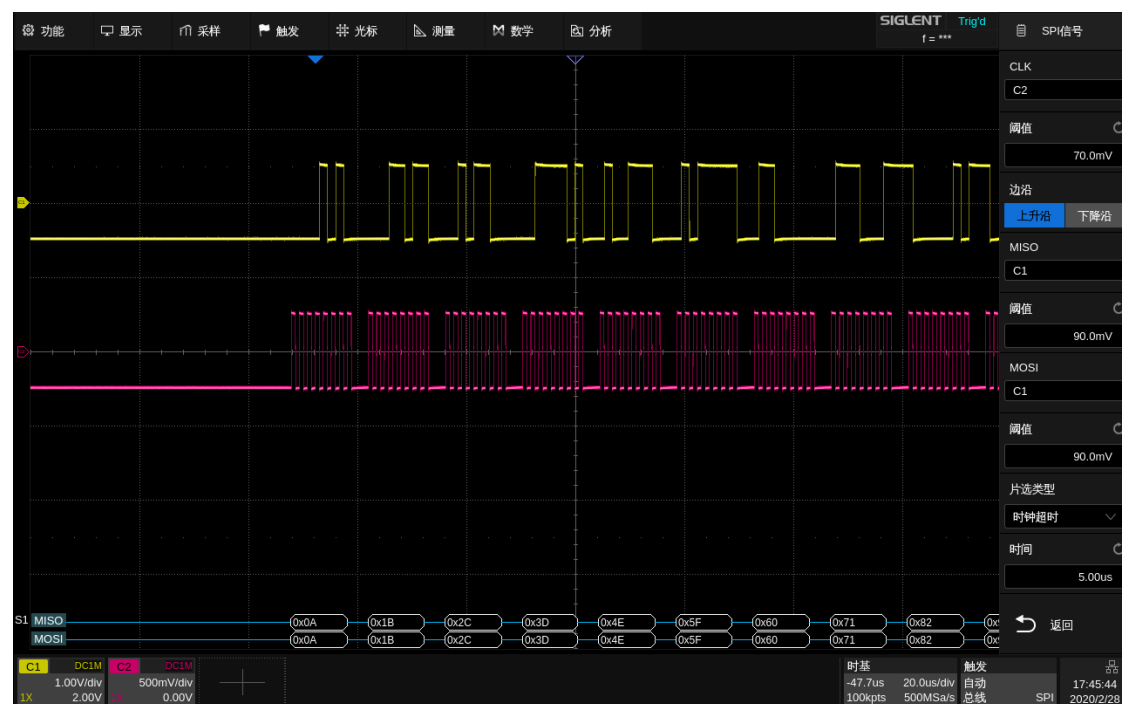 功能 显示 采样 触发 光标 测量 数学 分析
SIGLENT Trig'd
f = ***
SPI信号
CLK
C2
阈值
70.0mV
边沿
上升沿 下降沿
MISO
C1
阈值
90.0mV
MOSI
C1
阈值
90.0mV
片选类型
时钟超时
时间
5.00us
返回
S1 MISO 0x0A 0x1B 0x2C 0x3D 0x4E 0x5F 0x60 0x71 0x82
MOSI 0x0A 0x1B 0x2C 0x3D 0x4E 0x5F 0x60 0x71 0x82
C1 DC1M C2 DC1M
1.00V/div 500mV/div
1X 2.00V 1X 0.00V
时基 触发
-47.7us 20.0us/div 自动
100kpts 500MSa/s 总线 SPI
17:45:44
2020/2/28